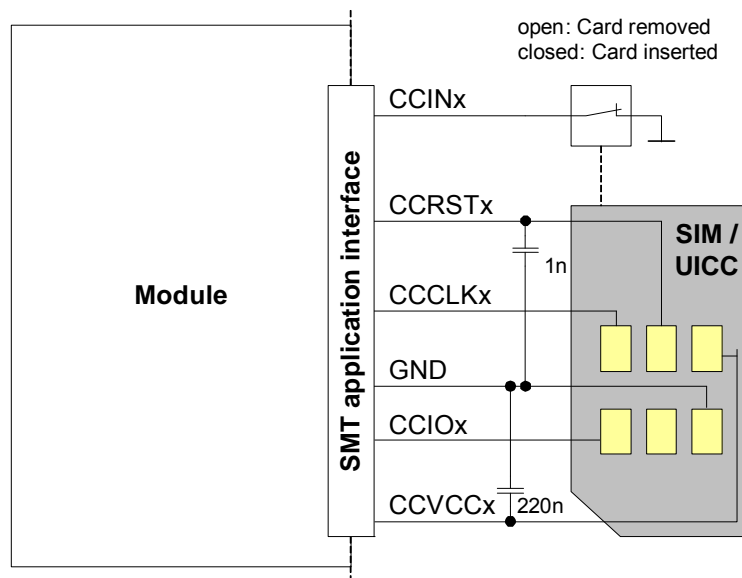 open: Card removed
closed: Card inserted
CCINx
SMT application interface
CCRSTx
SIM /
UICC
1n
Module
CCCLKx
GND
CCIOx
220n
CCVCCx